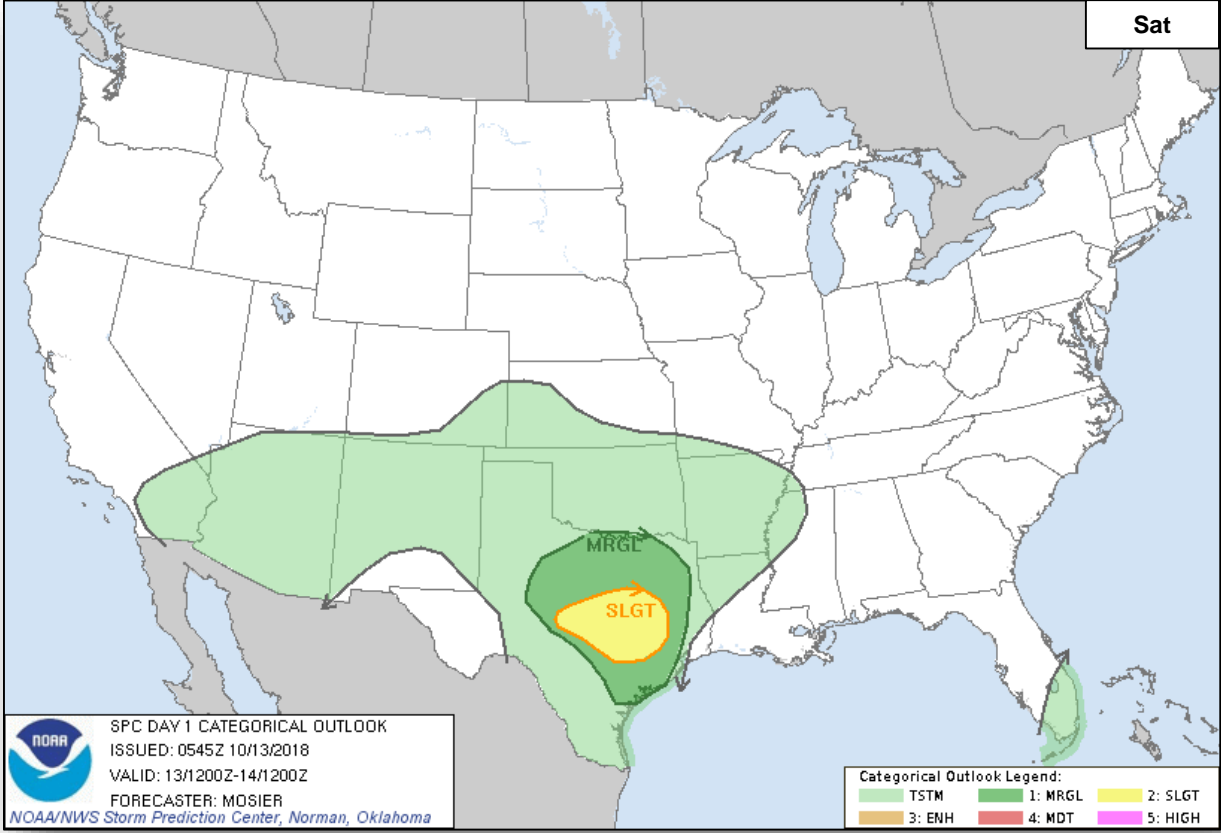 Sat
MRGL
SLGT
NOAA
SPC DAY 1 CATEGORICAL OUTLOOK
ISSUED: 0545Z 10/13/2018
VALID: 13/1200Z-14/1200Z
FORECASTER: MOSIER
NOAA/NWS Storm Prediction Center, Norman, Oklahoma
Categorical Outlook Legend:
TSTM 1: MRGL 2: SLGT
3: ENH 4: MDT 5: HIGH